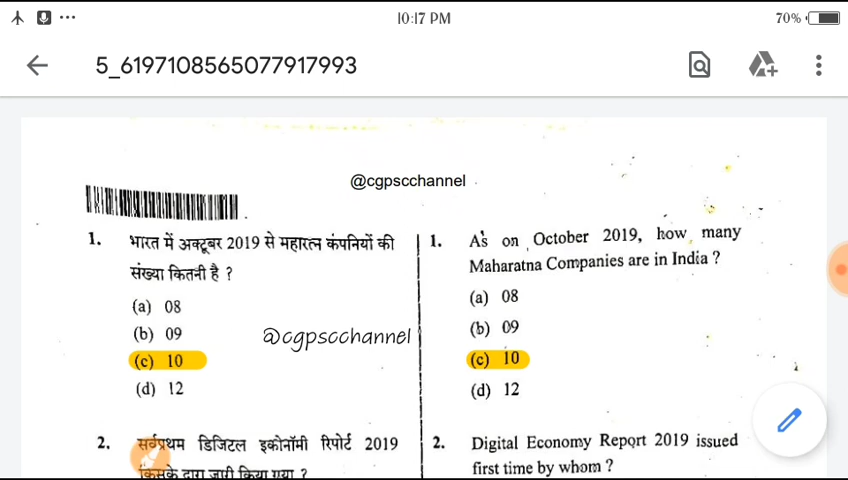 10:17 PM
70%
5_6197108565077917993
@cgpscchannel
1. भारत में अक्टूबर 2019 से महारत्न कंपनियों की
संख्या कितनी है ?
(a) 08
(b) 09
(c) 10
(d) 12
@cgpscchannel
2. सर्वप्रथम डिजिटल इकोनॉमी रिपोर्ट 2019
किसके द्वारा जारी किया गया ?
1. As on October 2019, how many
Maharatna Companies are in India ?
(a) 08
(b) 09
(c) 10
(d) 12
2. Digital Economy Report 2019 issued
first time by whom ?